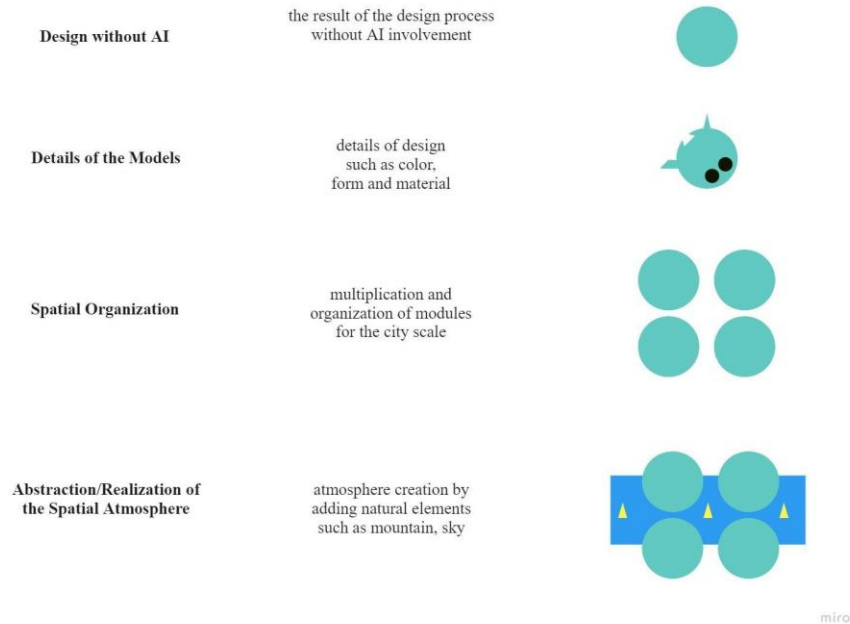 Design without AI
the result of the design process
without AI involvement
Details of the Models
details of design
such as color,
form and material
Spatial Organization
multiplication and
organization of modules
for the city scale
Abstraction/Realization of
the Spatial Atmosphere
atmosphere creation by
adding natural elements
such as mountain, sky
miro